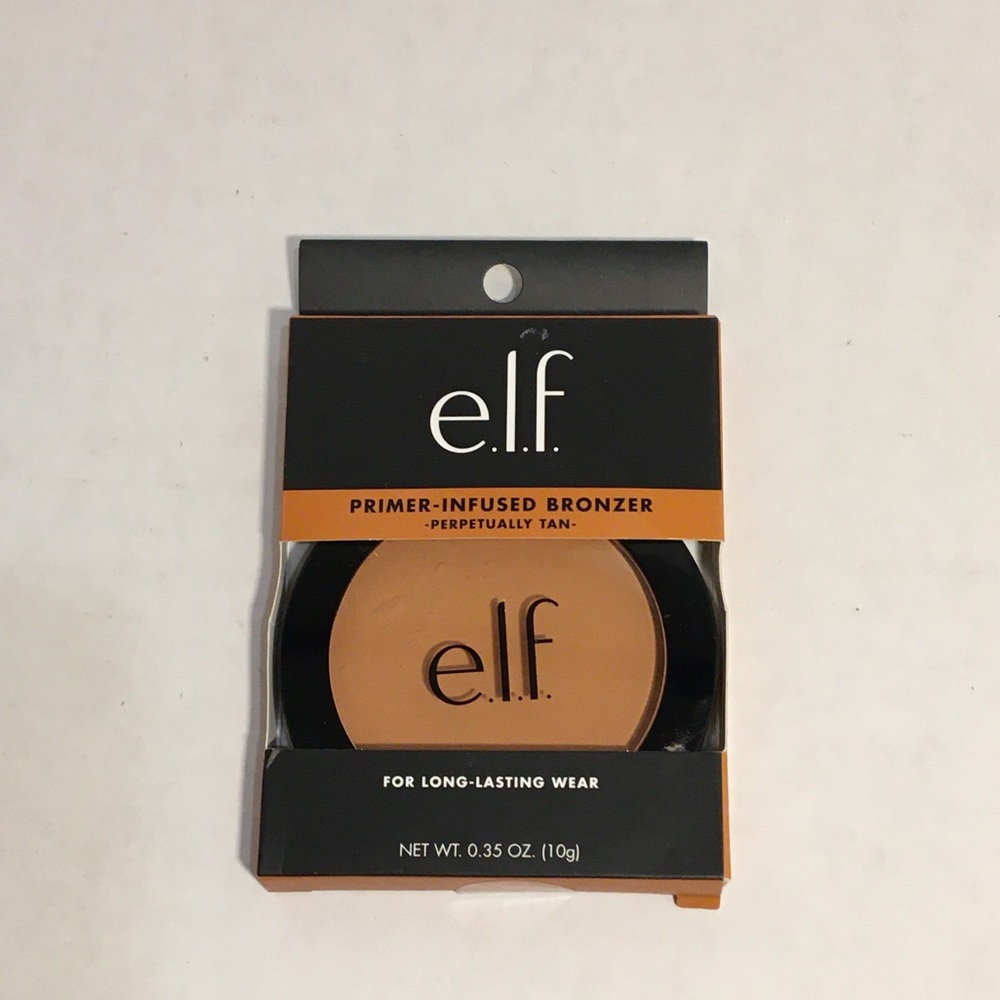 e.l.f.
PRIMER-INFUSED BRONZER
-PERPETUALLY TAN-
e.l.f.
FOR LONG-LASTING WEAR
NET WT. 0.35 OZ. (10g)